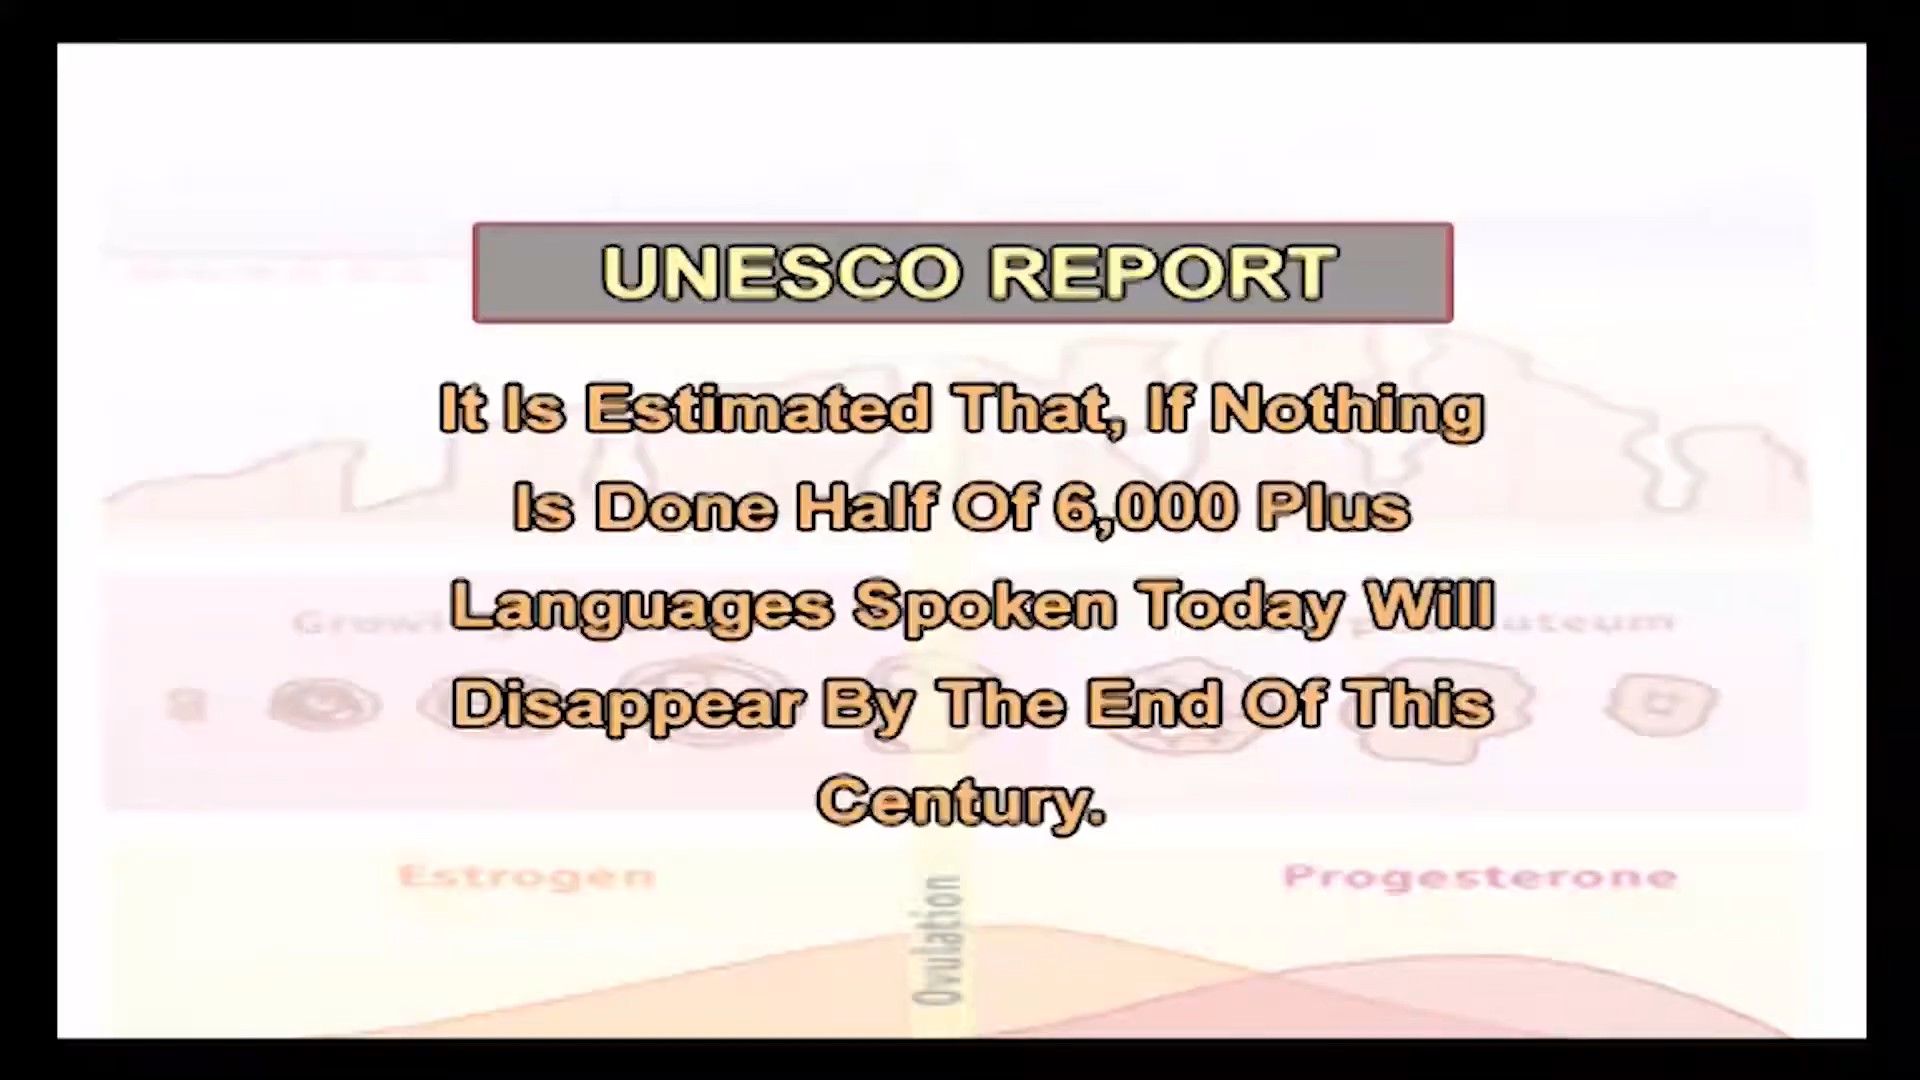 UNESCO REPORT
It Is Estimated That, If Nothing
Is Done Half Of 6,000 Plus
Languages Spoken Today Will
Disappear By The End Of This
Century.
Estrogen
Progesterone
Ovulation